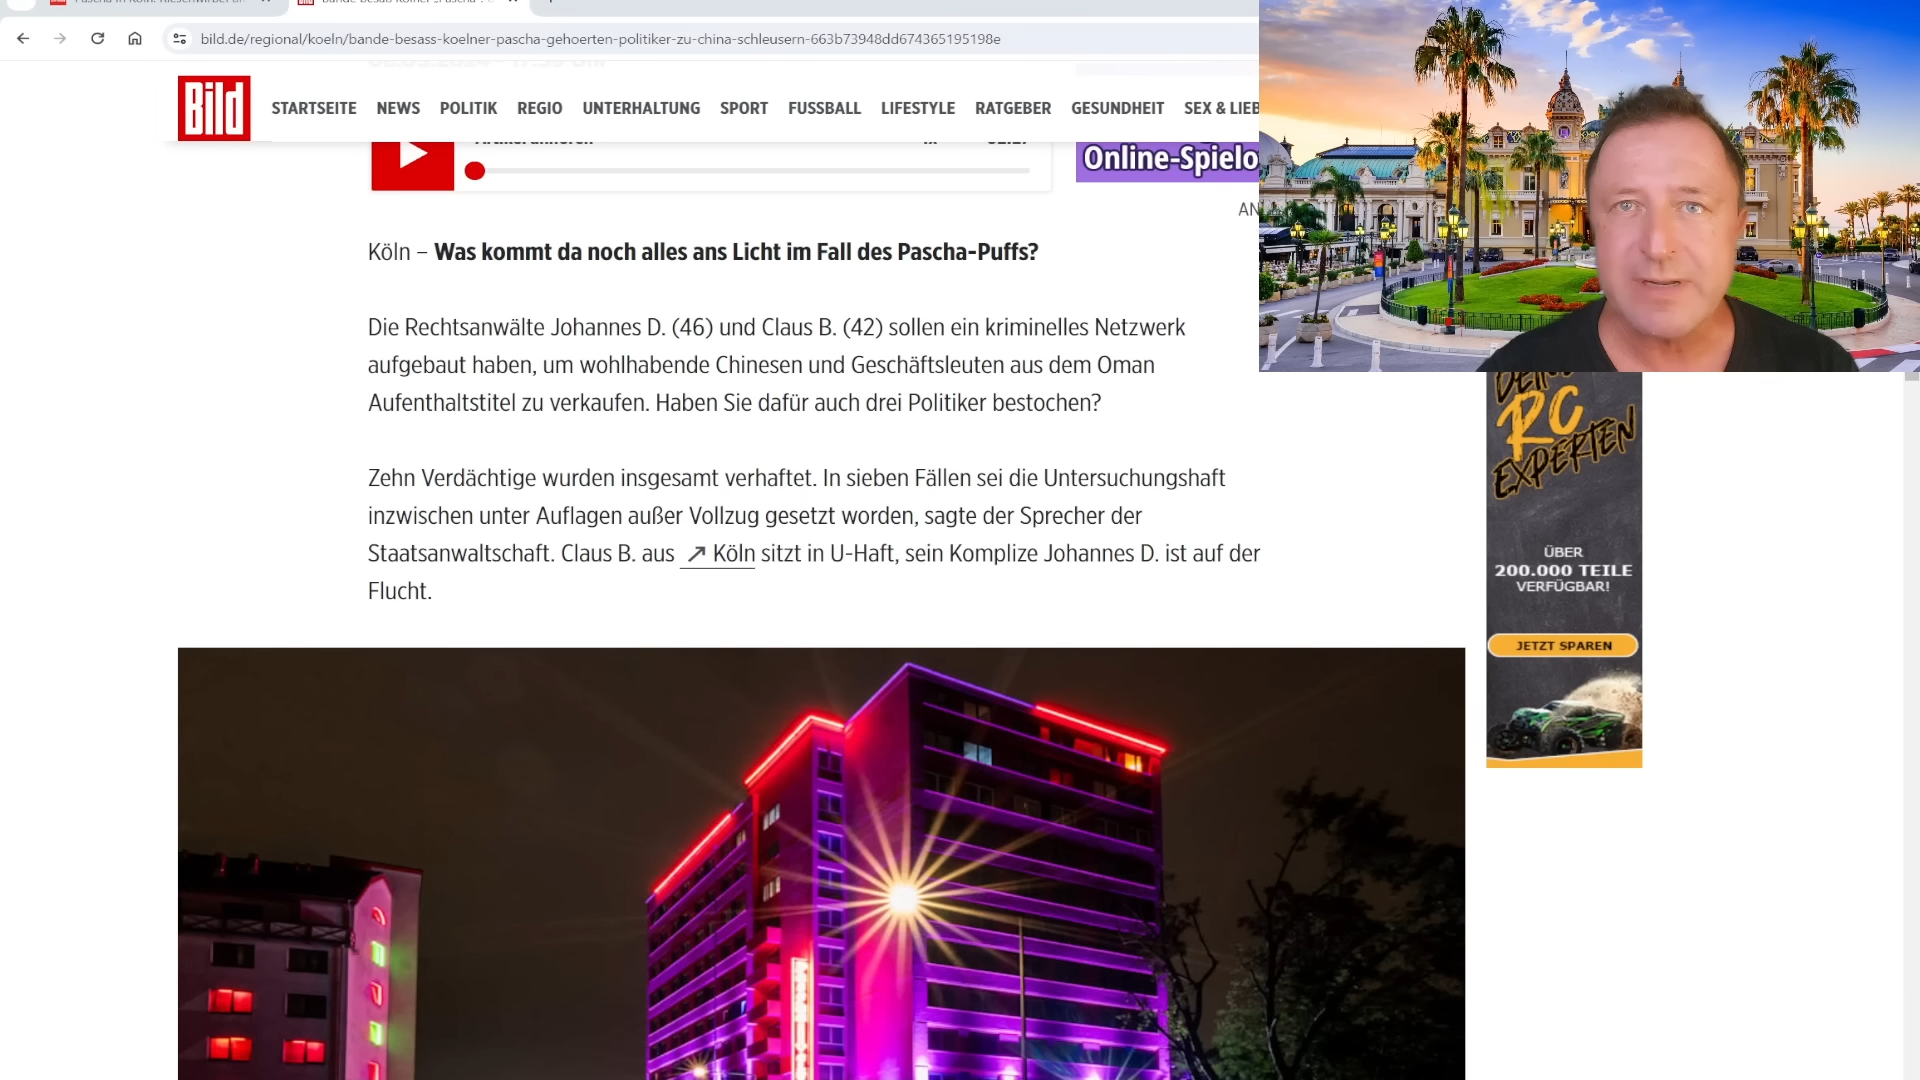 bild.de/regional/koeln/bande-besass-koelner-pascha-gehoerten-politiker-zu-china-schleusern-663b73948dd674365195198e
Bild
STARTSEITE NEWS POLITIK REGIO UNTERHALTUNG SPORT FUSSBALL LIFESTYLE RATGEBER GESUNDHEIT SEX & LIEB
Online-Spielo
AN
Köln – Was kommt da noch alles ans Licht im Fall des Pascha-Puffs?
Die Rechtsanwälte Johannes D. (46) und Claus B. (42) sollen ein kriminelles Netzwerk
aufgebaut haben, um wohlhabende Chinesen und Geschäftsleuten aus dem Oman
Aufenthaltstitel zu verkaufen. Haben Sie dafür auch drei Politiker bestochen?
Zehn Verdächtige wurden insgesamt verhaftet. In sieben Fällen sei die Untersuchungshaft
inzwischen unter Auflagen außer Vollzug gesetzt worden, sagte der Sprecher der
Staatsanwaltschaft. Claus B. aus ↗ Köln sitzt in U-Haft, sein Komplize Johannes D. ist auf der
Flucht.
RC
EXPERTEN
ÜBER
200.000 TEILE
VERFÜGBAR!
JETZT SPAREN